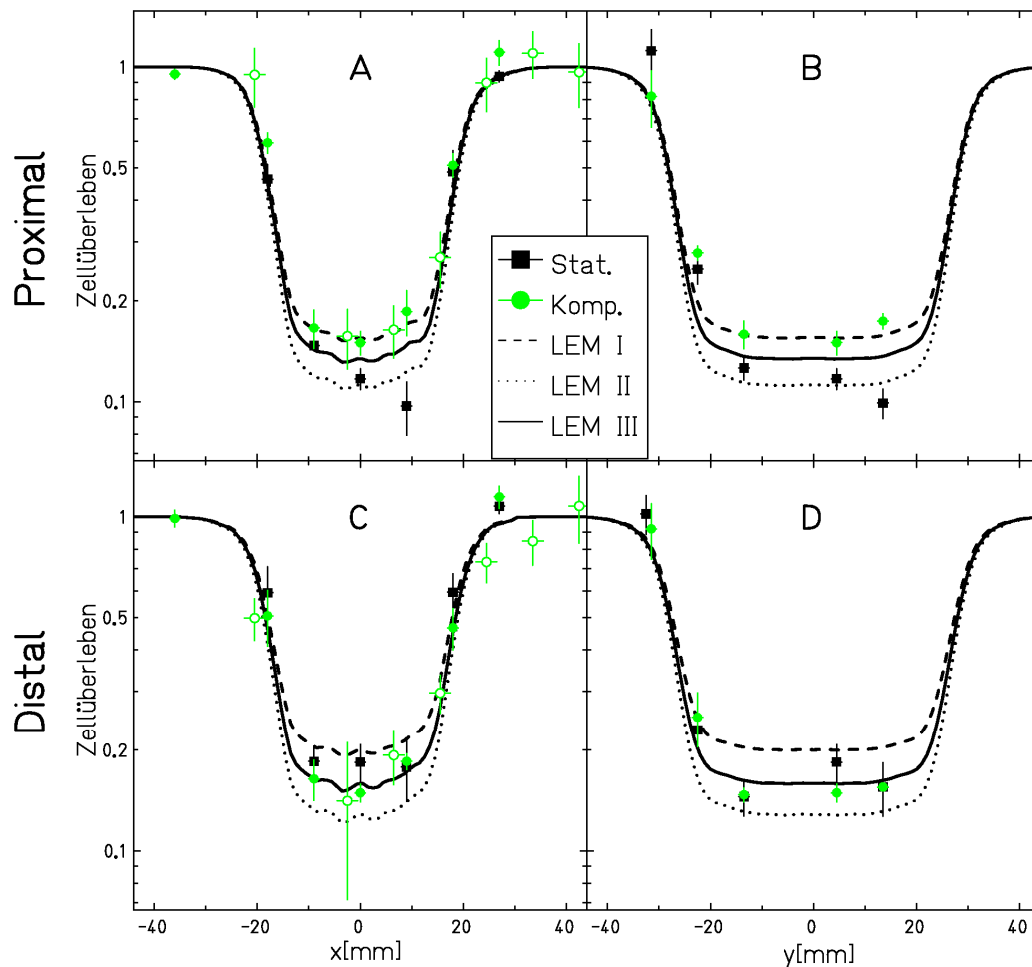 Proximal
Zellüberleben
1
0.5
0.2
0.1
A
B
Stat.
Komp.
LEM I
LEM II
LEM III
Distal
Zellüberleben
1
0.5
0.2
0.1
C
D
-40 -20 0 20 40
x[mm]
-40 -20 0 20 40
y[mm]